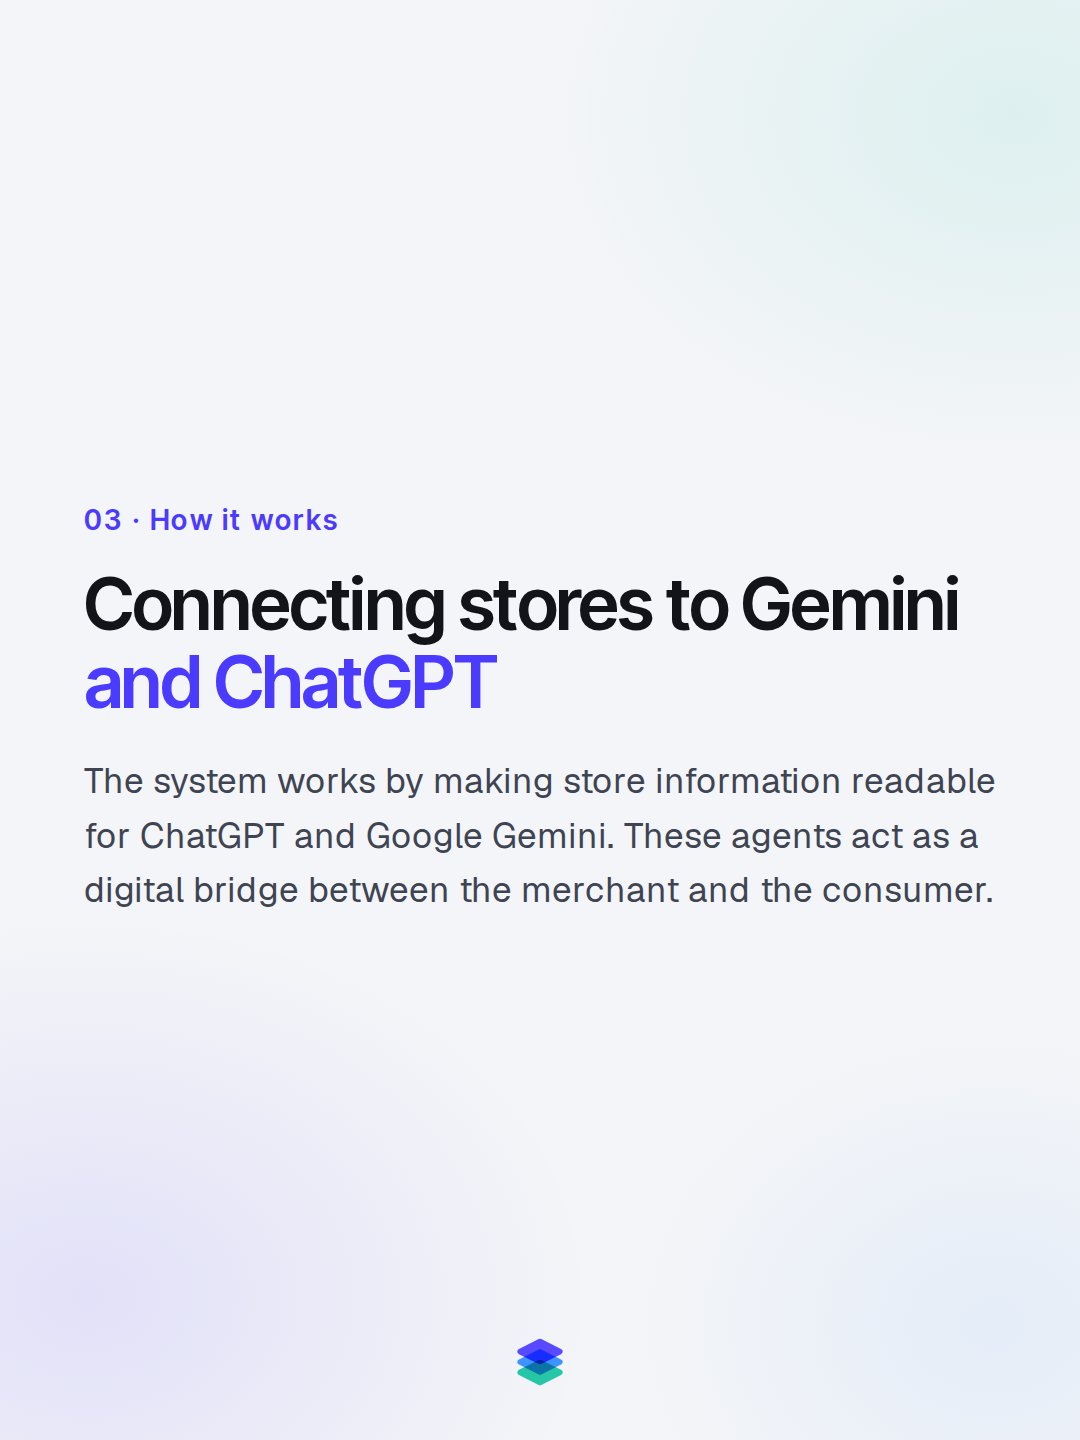 03 · How it works
Connecting stores to Gemini
and ChatGPT
The system works by making store information readable
for ChatGPT and Google Gemini. These agents act as a
digital bridge between the merchant and the consumer.